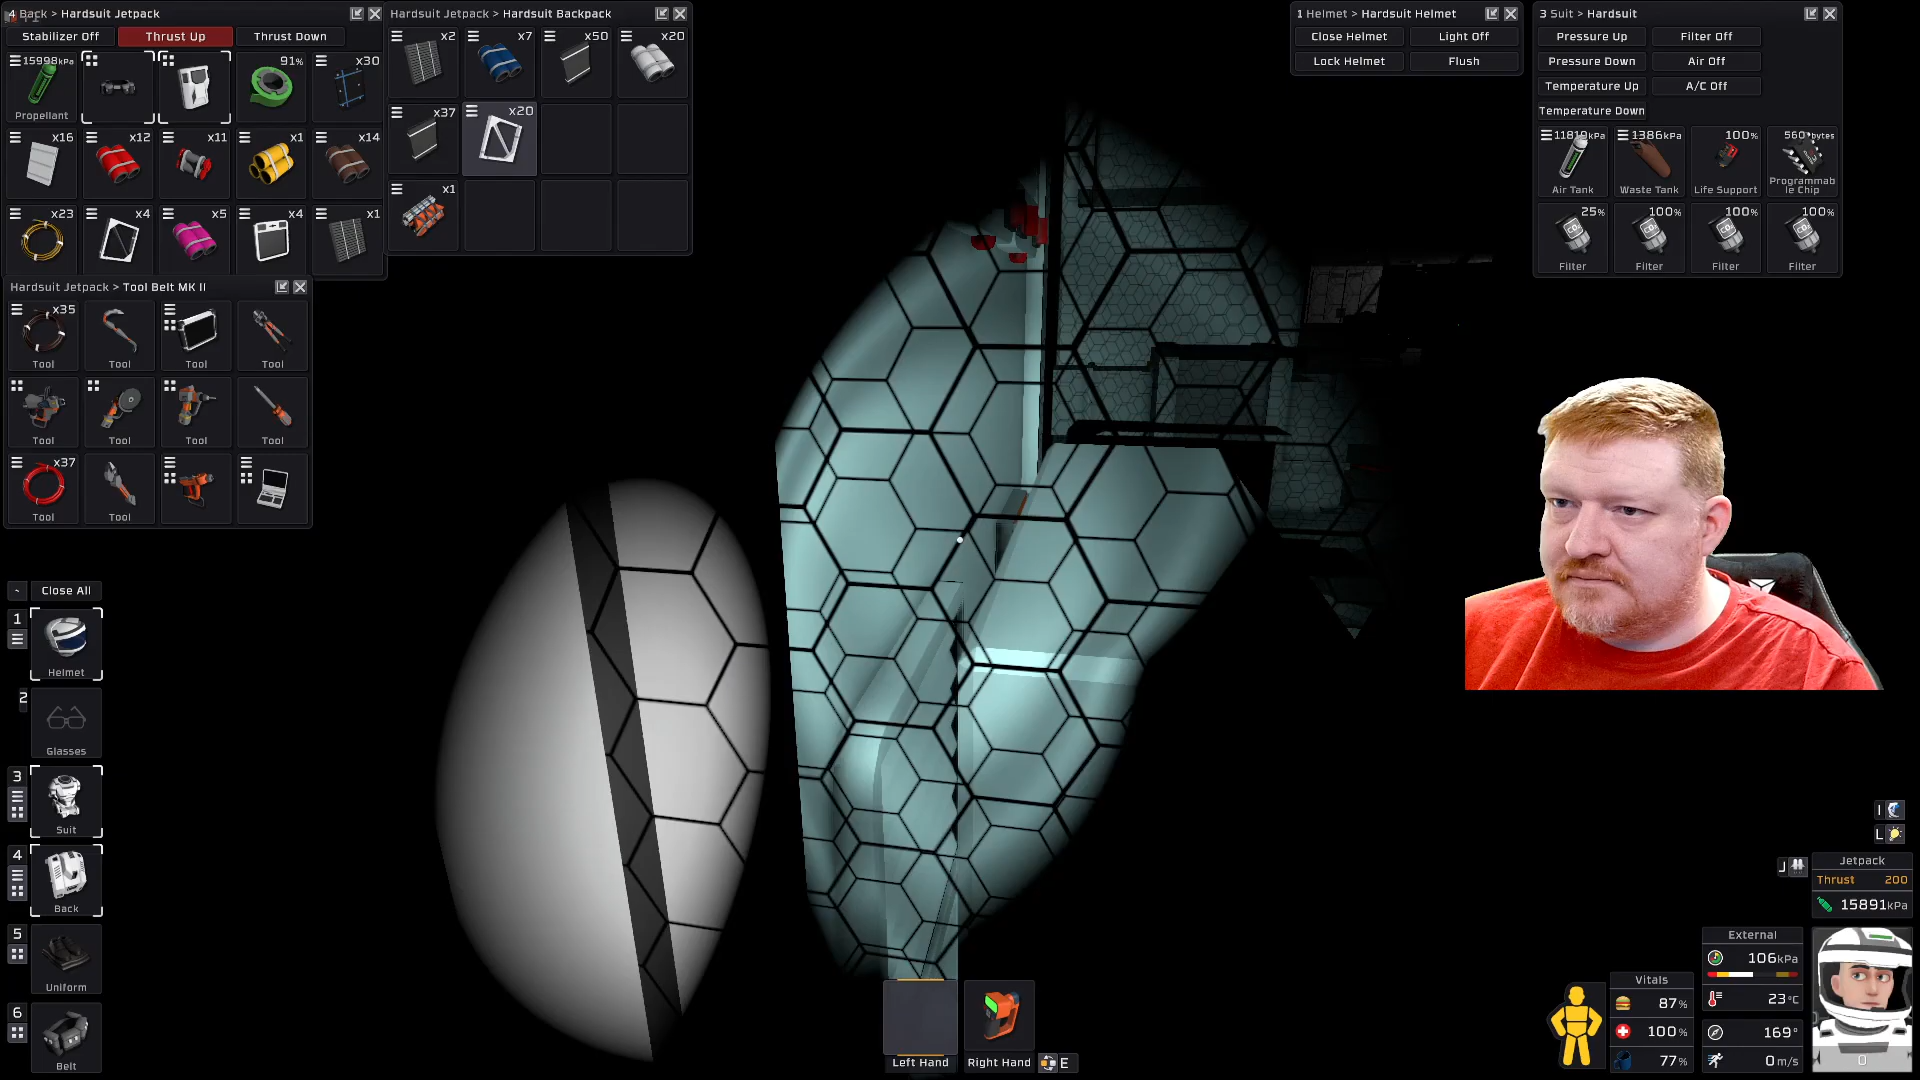 4 Back > Hardsuit Jetpack
Stabilizer Off
Thrust Up
Thrust Down
15998kPa
91%
x30
Propellant
x16
x12
x11
x1
x14
x23
x4
x5
x4
x1
Hardsuit Jetpack > Hardsuit Backpack
x2
x7
x50
x20
x37
x20
x1
Hardsuit Jetpack > Tool Belt MK II
x35
Tool
Tool
Tool
Tool
Tool
Tool
Tool
Tool
x37
Tool
Tool
1 Helmet > Hardsuit Helmet
Close Helmet
Light Off
Lock Helmet
Flush
3 Suit > Hardsuit
Pressure Up
Filter Off
Pressure Down
Air Off
Temperature Up
A/C Off
Temperature Down
1386kPa
100%
Air Tank
Waste Tank
Life Support
Programmab
le Chip
25%
100%
100%
100%
Filter
Filter
Filter
Filter
~
Close All
1
Helmet
2
Glasses
3
Suit
4
Back
5
Uniform
6
Belt
Left Hand
Right Hand
E
I
L
J
Jetpack
Thrust 200
15891kPa
External
106kPa
23°C
169°
0m/s
Vitals
87%
100%
77%
0